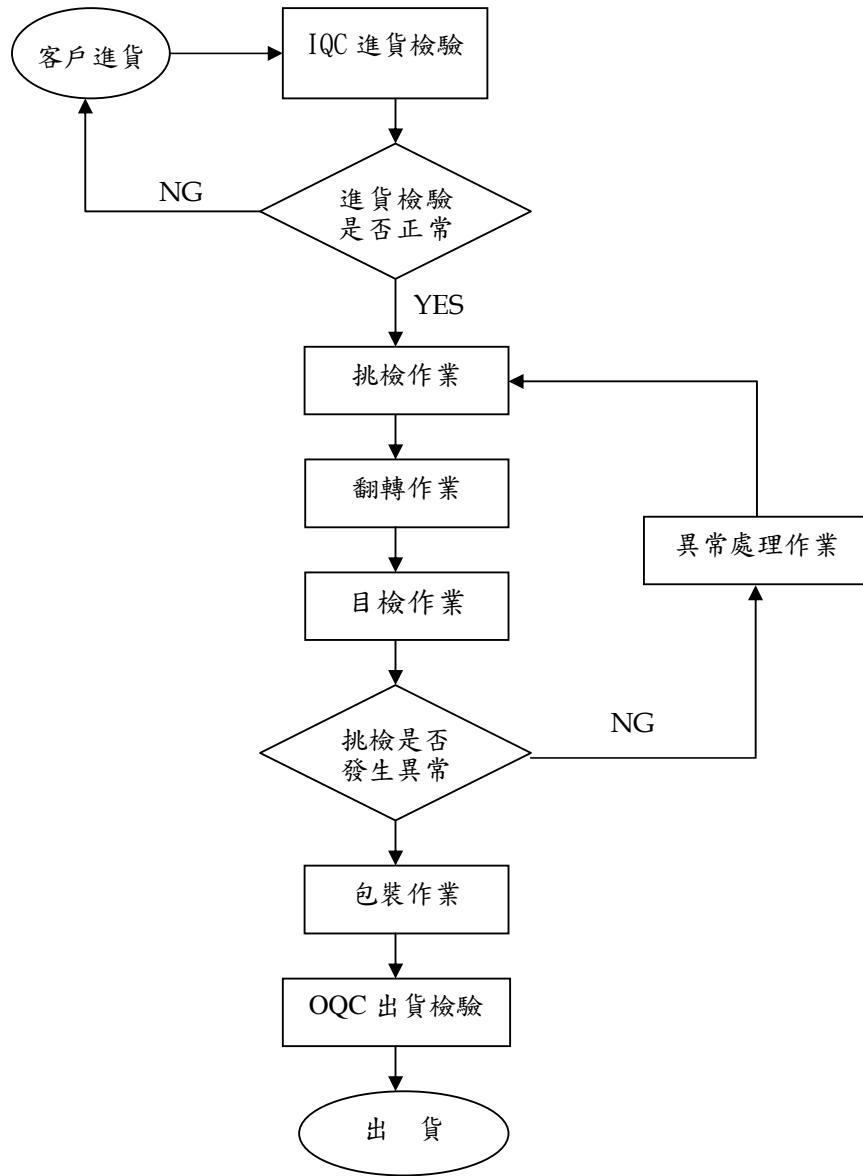 客戶進貨
IQC 進貨檢驗
NG
進貨檢驗
是否正常
YES
挑檢作業
翻轉作業
異常處理作業
目檢作業
NG
挑檢是否
發生異常
包裝作業
OQC 出貨檢驗
出 貨